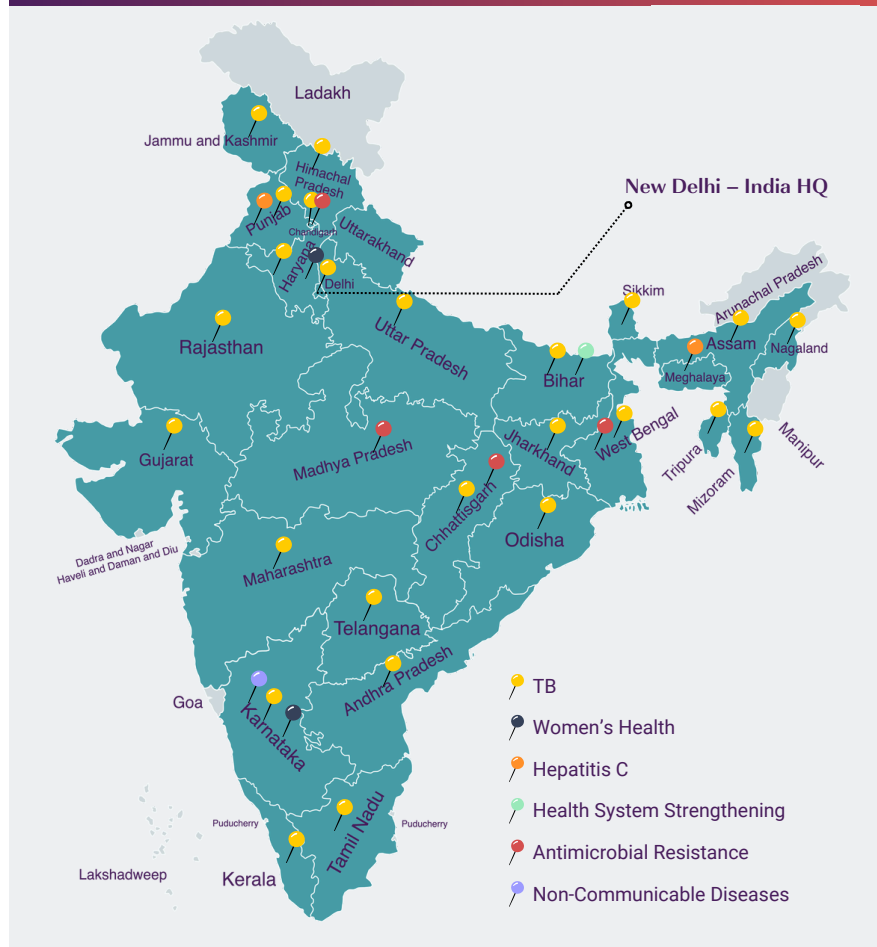 Ladakh
Jammu and Kashmir
Himachal
Pradesh
New Delhi – India HQ
Punjab
Chandigarh
Uttarakhand
Haryana
Delhi
Sikkim
Arunachal Pradesh
Rajasthan
Uttar Pradesh
Assam
Nagaland
Bihar
Meghalaya
Gujarat
Madhya Pradesh
Jharkhand
West Bengal
Tripura
Manipur
Mizoram
Chhattisgarh
Odisha
Dadra and Nagar
Haveli and Daman and Diu
Maharashtra
Telangana
Andhra Pradesh
Goa
Karnataka
TB
Women's Health
Hepatitis C
Health System Strengthening
Antimicrobial Resistance
Non-Communicable Diseases
Puducherry
Puducherry
Tamil Nadu
Lakshadweep
Kerala